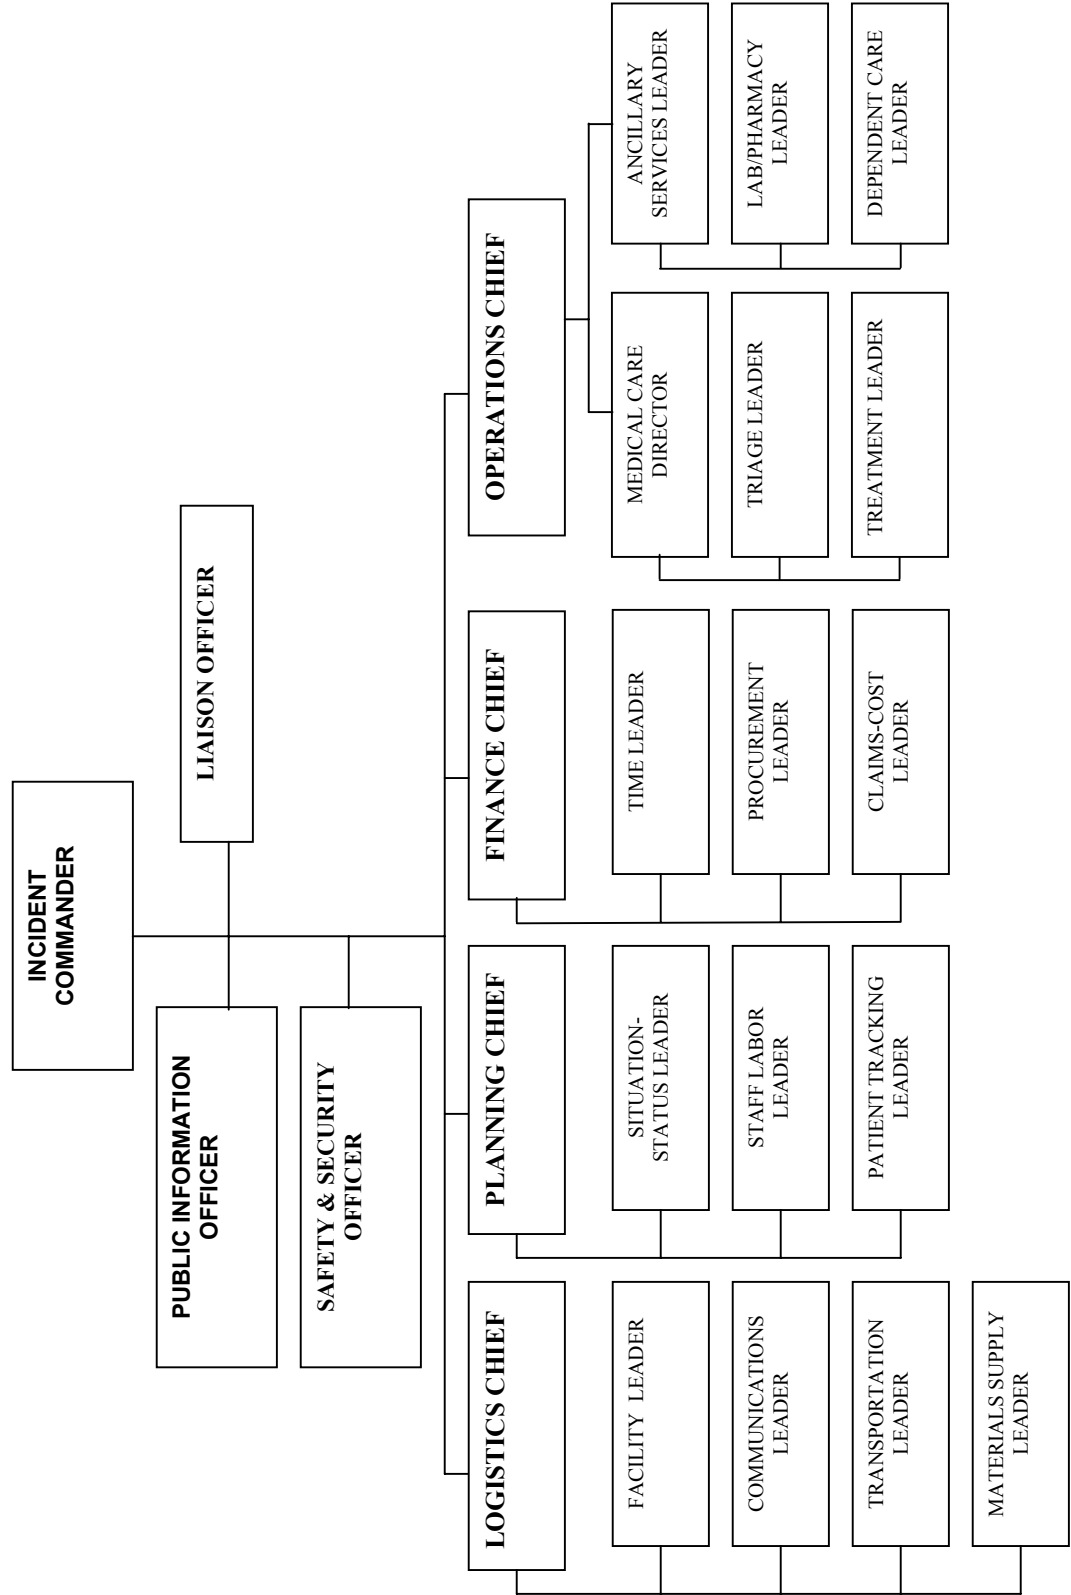 INCIDENT
COMMANDER
LIAISON OFFICER
PUBLIC INFORMATION
OFFICER
SAFETY & SECURITY
OFFICER
LOGISTICS CHIEF
PLANNING CHIEF
FINANCE CHIEF
OPERATIONS CHIEF
FACILITY LEADER
COMMUNICATIONS
LEADER
TRANSPORTATION
LEADER
MATERIALS SUPPLY
LEADER
SITUATION-
STATUS LEADER
STAFF LABOR
LEADER
PATIENT TRACKING
LEADER
TIME LEADER
PROCUREMENT
LEADER
CLAIMS-COST
LEADER
MEDICAL CARE
DIRECTOR
TRIAGE LEADER
TREATMENT LEADER
ANCILLARY
SERVICES LEADER
LAB/PHARMACY
LEADER
DEPENDENT CARE
LEADER